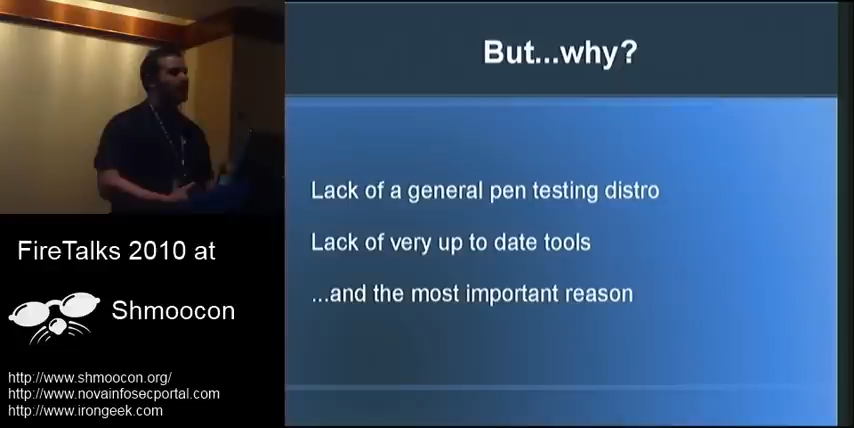 But...why?
Lack of a general pen testing distro
Lack of very up to date tools
...and the most important reason
FireTalks 2010 at
Shmoocon
http://www.shmoocon.org/
http://www.novainfosecportal.com
http://www.irongeek.com